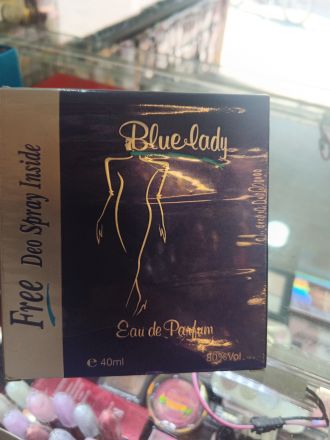 Free Deo Spray Inside
Blue lady
Eau de Parfum
℮ 40ml
80%Vol.